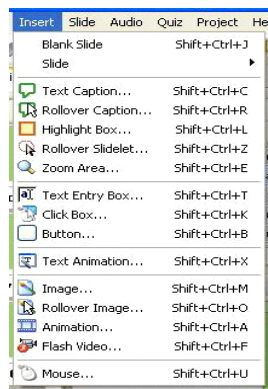 Insert Slide Audio Quiz Project He
Blank Slide Shift+Ctrl+J
Slide
Text Caption... Shift+Ctrl+C
Rollover Caption... Shift+Ctrl+R
Highlight Box... Shift+Ctrl+L
Rollover Slidelet... Shift+Ctrl+Z
Zoom Area... Shift+Ctrl+E
Text Entry Box... Shift+Ctrl+T
Click Box... Shift+Ctrl+K
Button... Shift+Ctrl+B
Text Animation... Shift+Ctrl+X
Image... Shift+Ctrl+M
Rollover Image... Shift+Ctrl+O
Animation... Shift+Ctrl+A
Flash Video... Shift+Ctrl+F
Mouse... Shift+Ctrl+U